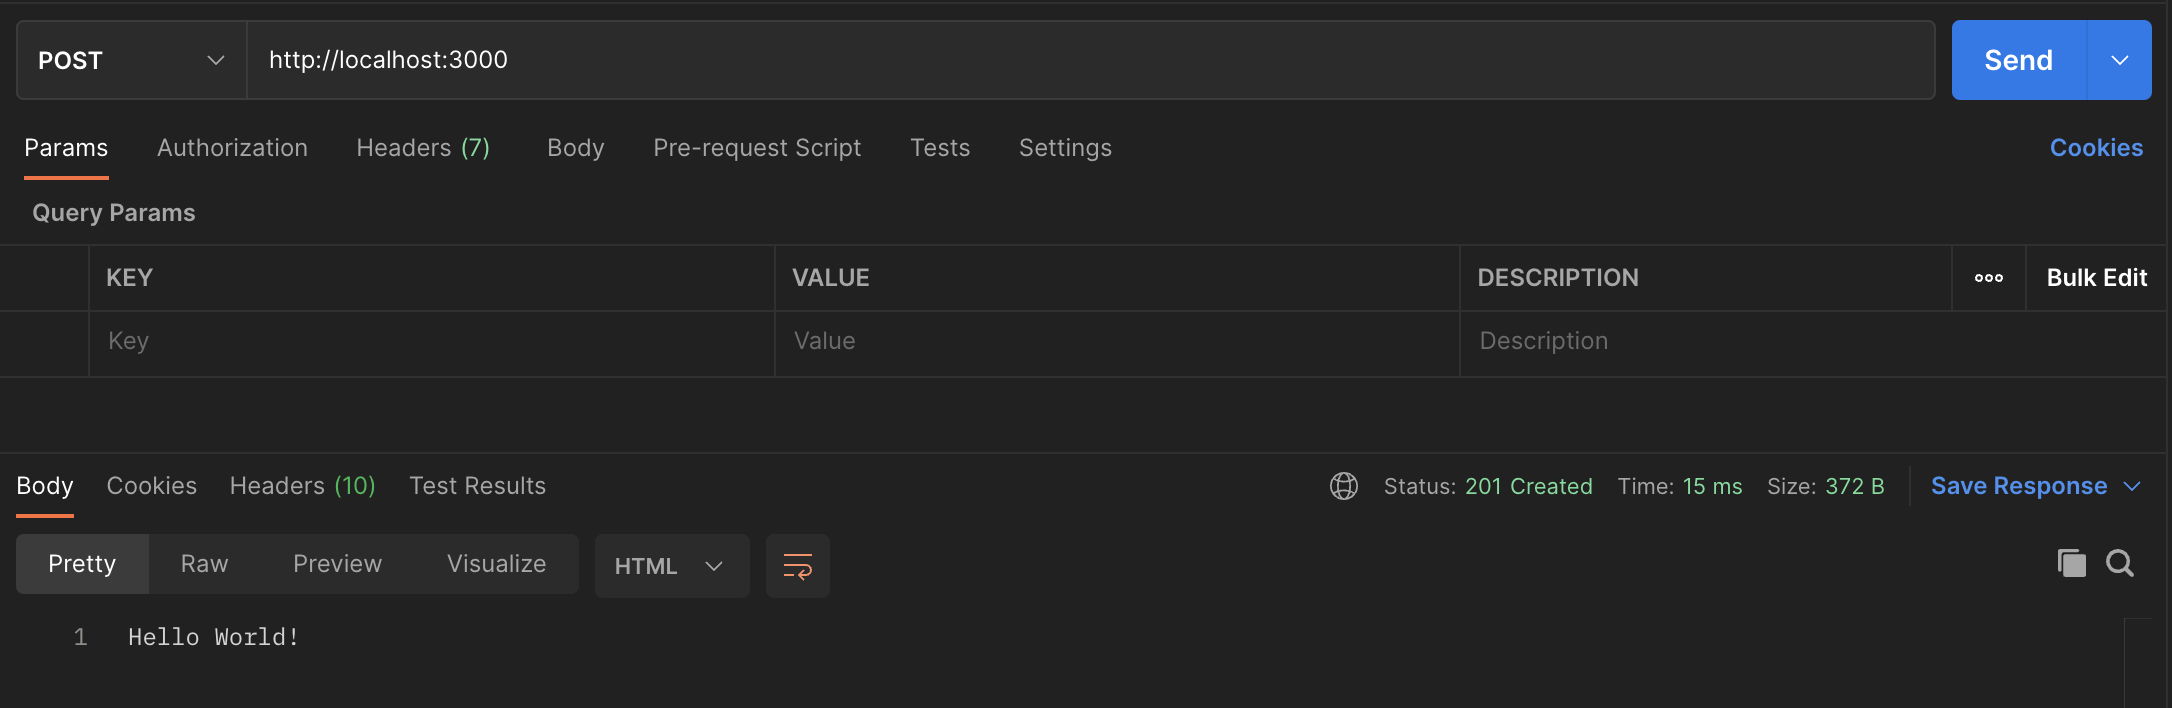 POST http://localhost:3000 Send
Params Authorization Headers (7) Body Pre-request Script Tests Settings Cookies
Query Params
KEY VALUE DESCRIPTION ooo Bulk Edit
Key Value Description
Body Cookies Headers (10) Test Results Status: 201 Created Time: 15 ms Size: 372 B Save Response
Pretty Raw Preview Visualize HTML
1 Hello World!